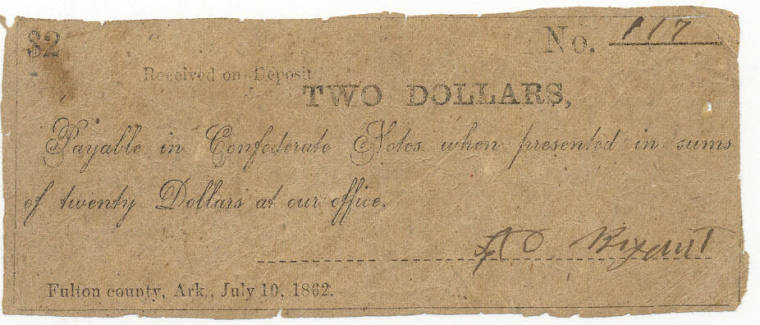 $2
No. 117
Received on Deposit
TWO DOLLARS,
Payable in Confederate Notes when presented in sums
of twenty Dollars at our office.
Bryant
Fulton county, Ark., July 10, 1862.